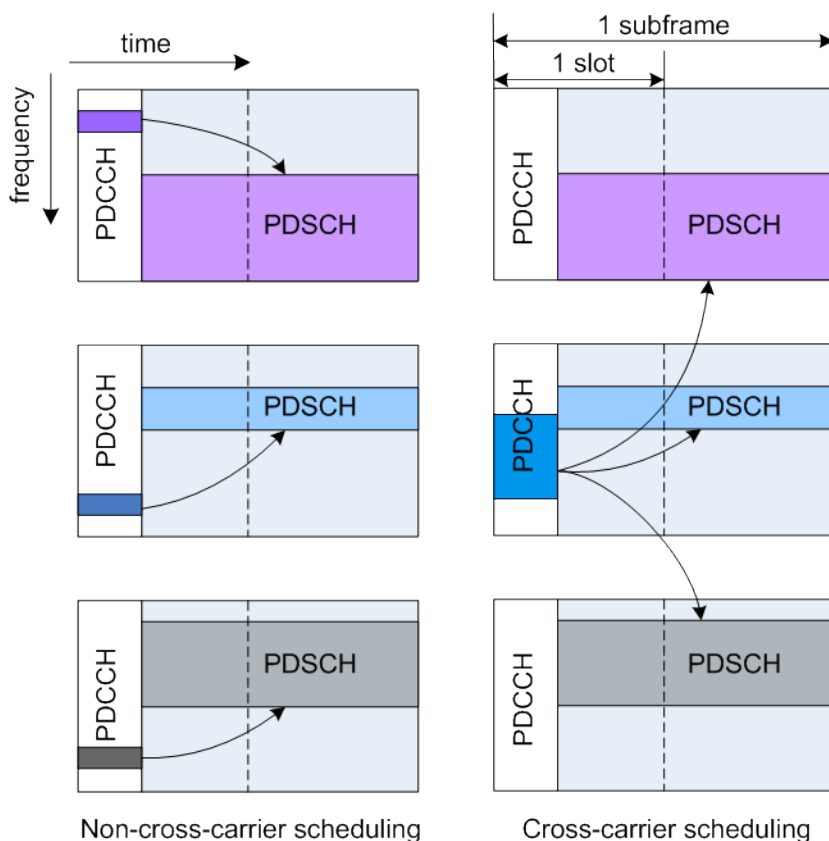 time
1 subframe
1 slot
frequency
PDCCH
PDSCH
PDCCH
PDSCH
PDCCH
PDSCH
PDCCH
PDSCH
PDCCH
PDSCH
PDCCH
PDSCH
Non-cross-carrier scheduling
Cross-carrier scheduling